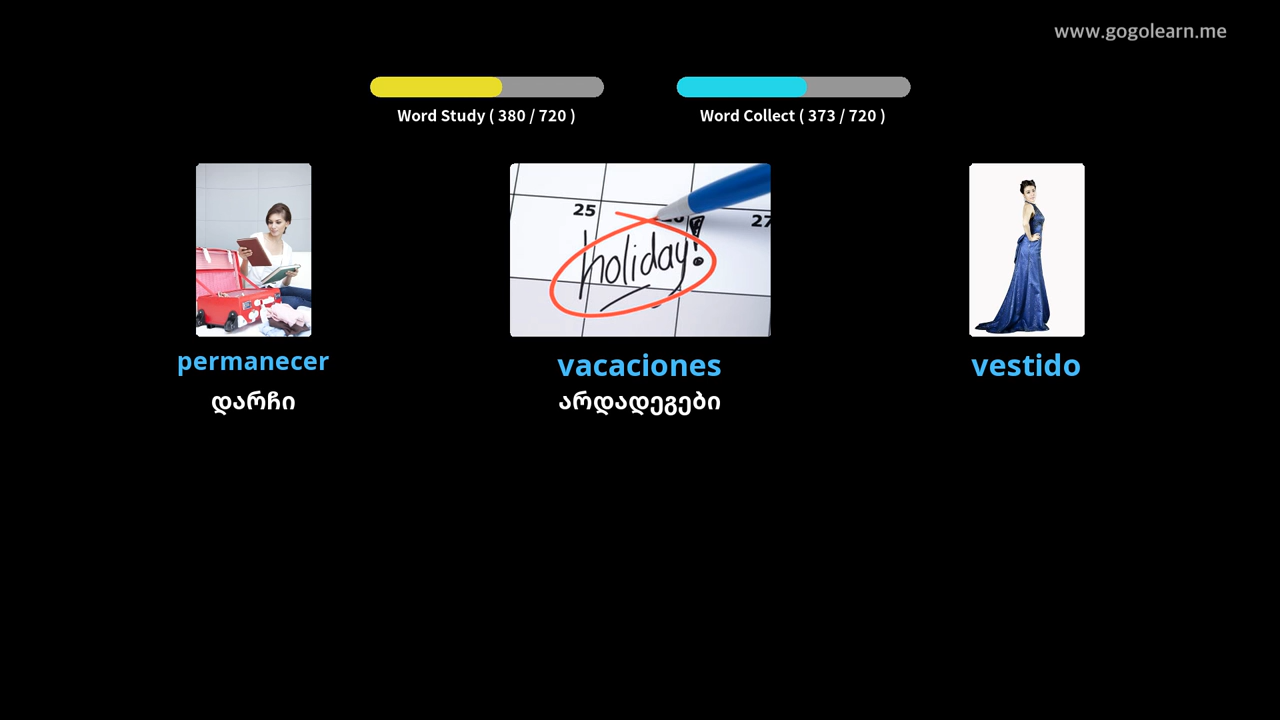 www.gogolearn.me
Word Study ( 380 / 720 )
Word Collect ( 373 / 720 )
25
27
holiday!
permanecer
vacaciones
vestido
დარჩი
არდადეგები